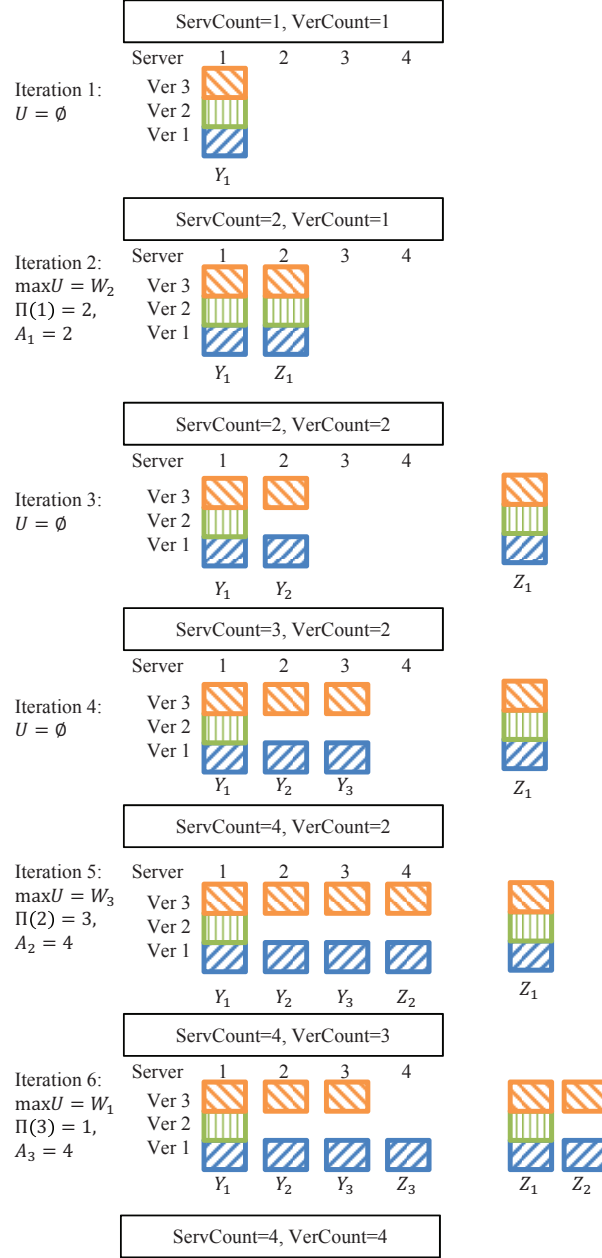 ServCount=1, VerCount=1
Server 1 2 3 4
Iteration 1:
U = ∅
Ver 3
Ver 2
Ver 1
Y₁
ServCount=2, VerCount=1
Server 1 2 3 4
Iteration 2:
maxU = W₂
Π(1) = 2,
A₁ = 2
Ver 3
Ver 2
Ver 1
Y₁ Z₁
ServCount=2, VerCount=2
Server 1 2 3 4
Iteration 3:
U = ∅
Ver 3
Ver 2
Ver 1
Y₁ Y₂ Z₁
ServCount=3, VerCount=2
Server 1 2 3 4
Iteration 4:
U = ∅
Ver 3
Ver 2
Ver 1
Y₁ Y₂ Y₃ Z₁
ServCount=4, VerCount=2
Server 1 2 3 4
Iteration 5:
maxU = W₃
Π(2) = 3,
A₂ = 4
Ver 3
Ver 2
Ver 1
Y₁ Y₂ Y₃ Z₂ Z₁
ServCount=4, VerCount=3
Server 1 2 3 4
Iteration 6:
maxU = W₁
Π(3) = 1,
A₃ = 4
Ver 3
Ver 2
Ver 1
Y₁ Y₂ Y₃ Z₃ Z₁ Z₂
ServCount=4, VerCount=4